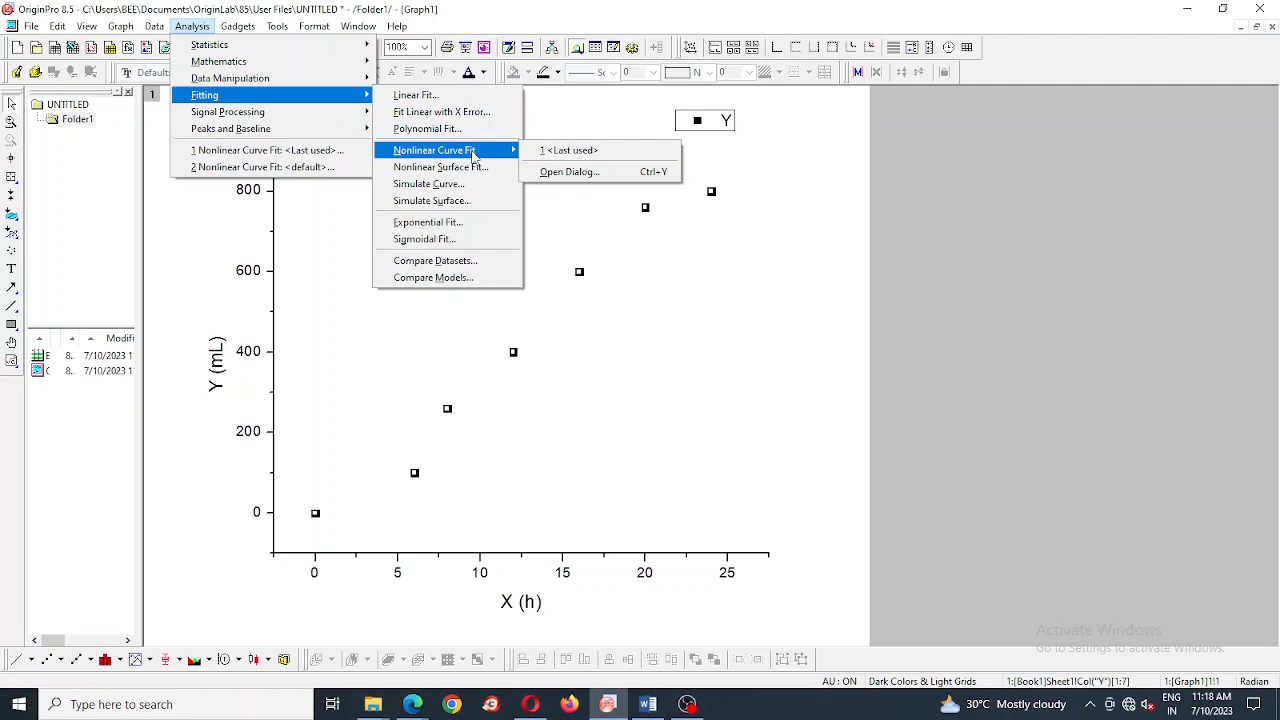 OriginPro 8.5 - C:\Users\BEE\Documents\OriginLab\85\User Files\UNTITLED * - /Folder1/ - [Graph1]
File Edit View Graph Data Analysis Gadgets Tools Format Window Help
100%
Default
0 N 0
Statistics
Mathematics
Data Manipulation
Fitting
Signal Processing
Peaks and Baseline
1 Nonlinear Curve Fit: <Last used>...
2 Nonlinear Curve Fit: <default>...
Linear Fit...
Fit Linear with X Error...
Polynomial Fit...
Nonlinear Curve Fit
Nonlinear Surface Fit...
Simulate Curve...
Simulate Surface...
Exponential Fit...
Sigmoidal Fit...
Compare Datasets...
Compare Models...
1 <Last used>
Open Dialog... Ctrl+Y
UNTITLED
Folder1
Modifi
8.. 7/10/2023 1
8.. 7/10/2023 1
1
Y
800
600
400
200
0
Y (mL)
0 5 10 15 20 25
X (h)
Activate Windows
Go to Settings to activate Windows.
AU : ON Dark Colors & Light Grids 1:[Book1]Sheet1!Col("Y")[1:7] 1:[Graph1]1!1 Radian
Type here to search
30°C Mostly cloudy
ENG
IN
11:18 AM
7/10/2023